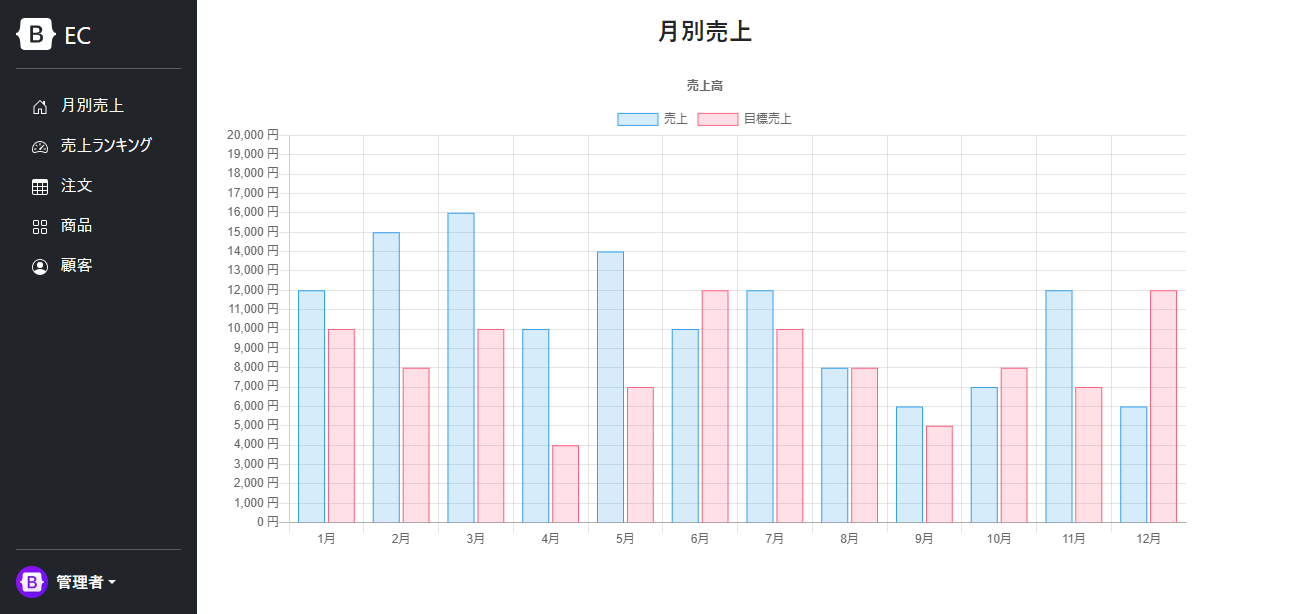 B EC
月別売上
売上ランキング
注文
商品
顧客
B 管理者
月別売上
売上高
売上 目標売上
20,000 円
19,000 円
18,000 円
17,000 円
16,000 円
15,000 円
14,000 円
13,000 円
12,000 円
11,000 円
10,000 円
9,000 円
8,000 円
7,000 円
6,000 円
5,000 円
4,000 円
3,000 円
2,000 円
1,000 円
0 円
1月 2月 3月 4月 5月 6月 7月 8月 9月 10月 11月 12月